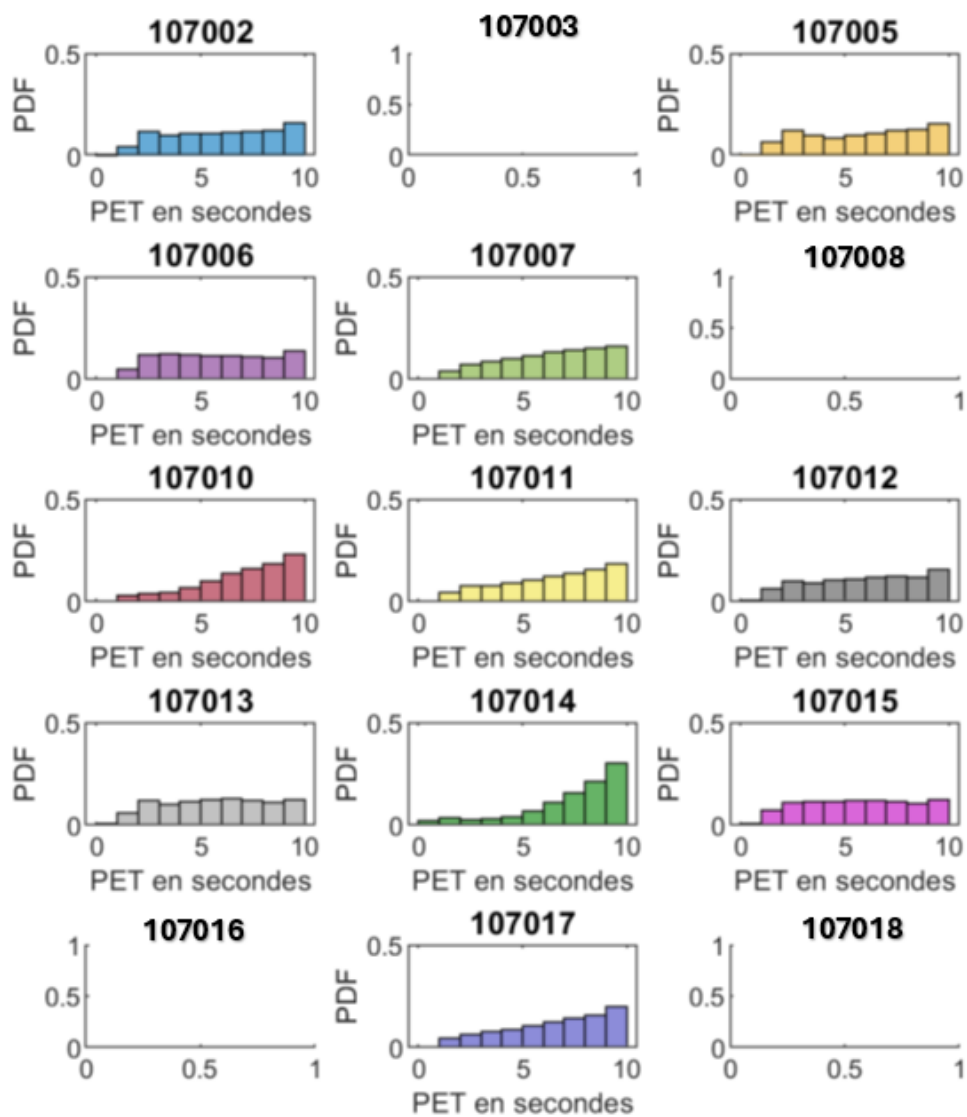 107002 107003 107005
0.5 1 0.5
PDF 0.5 PDF
0 0 0
0 5 10 0 0.5 1 0 5 10
PET en secondes PET en secondes
107006 107007 107008
0.5 0.5 1
PDF PDF 0.5
0 0 0
0 5 10 0 5 10 0 0.5 1
PET en secondes PET en secondes
107010 107011 107012
0.5 0.5 0.5
PDF PDF PDF
0 0 0
0 5 10 0 5 10 0 5 10
PET en secondes PET en secondes PET en secondes
107013 107014 107015
0.5 0.5 0.5
PDF PDF PDF
0 0 0
0 5 10 0 5 10 0 5 10
PET en secondes PET en secondes PET en secondes
107016 107017 107018
1 0.5 1
0.5 PDF 0.5
0 0 0
0 0.5 1 0 5 10 0 0.5 1
PET en secondes